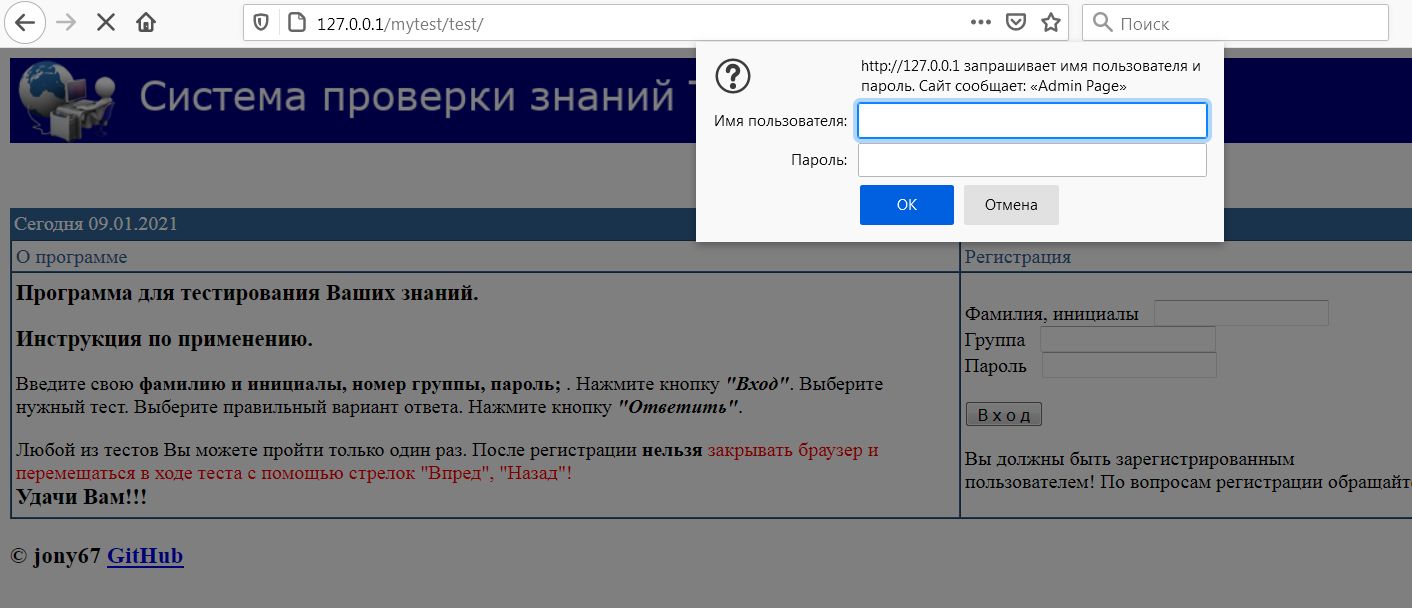 127.0.0.1/mytest/test/
Поиск
http://127.0.0.1 запрашивает имя пользователя и
пароль. Сайт сообщает: «Admin Page»
Имя пользователя:
Пароль:
ОК
Отмена
Система проверки знаний
Сегодня 09.01.2021
О программе
Программа для тестирования Ваших знаний.
Инструкция по применению.
Введите свою фамилию и инициалы, номер группы, пароль; . Нажмите кнопку "Вход". Выберите
нужный тест. Выберите правильный вариант ответа. Нажмите кнопку "Ответить".
Любой из тестов Вы можете пройти только один раз. После регистрации нельзя закрывать браузер и
перемещаться в ходе теста с помощью стрелок "Впред", "Назад"!
Удачи Вам!!!
Регистрация
Фамилия, инициалы
Группа
Пароль
В х о д
Вы должны быть зарегистрированным
пользователем! По вопросам регистрации
© jony67 GitHub